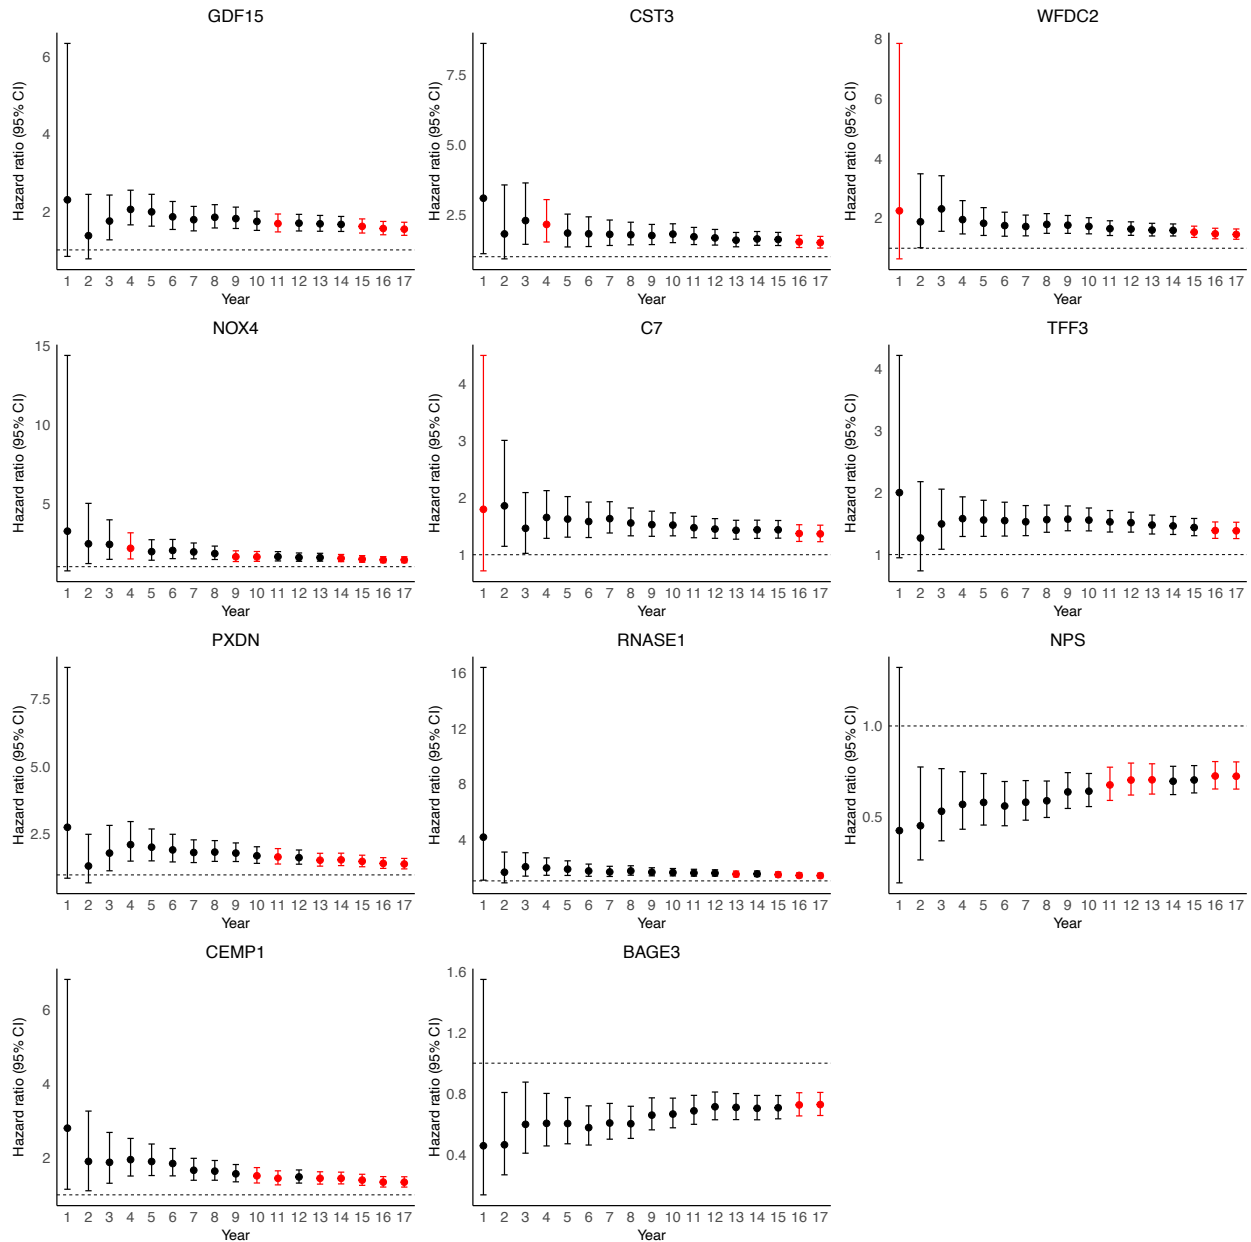 GDF15
Hazard ratio (95% CI)
6
4
2
1 2 3 4 5 6 7 8 9 10 11 12 13 14 15 16 17
Year
CST3
Hazard ratio (95% CI)
7.5
5.0
2.5
1 2 3 4 5 6 7 8 9 10 11 12 13 14 15 16 17
Year
WFDC2
Hazard ratio (95% CI)
8
6
4
2
1 2 3 4 5 6 7 8 9 10 11 12 13 14 15 16 17
Year
NOX4
Hazard ratio (95% CI)
15
10
5
1 2 3 4 5 6 7 8 9 10 11 12 13 14 15 16 17
Year
C7
Hazard ratio (95% CI)
4
3
2
1
1 2 3 4 5 6 7 8 9 10 11 12 13 14 15 16 17
Year
TFF3
Hazard ratio (95% CI)
4
3
2
1
1 2 3 4 5 6 7 8 9 10 11 12 13 14 15 16 17
Year
PXDN
Hazard ratio (95% CI)
7.5
5.0
2.5
1 2 3 4 5 6 7 8 9 10 11 12 13 14 15 16 17
Year
RNASE1
Hazard ratio (95% CI)
16
12
8
4
1 2 3 4 5 6 7 8 9 10 11 12 13 14 15 16 17
Year
NPS
Hazard ratio (95% CI)
1.0
0.5
1 2 3 4 5 6 7 8 9 10 11 12 13 14 15 16 17
Year
CEMP1
Hazard ratio (95% CI)
6
4
2
1 2 3 4 5 6 7 8 9 10 11 12 13 14 15 16 17
Year
BAGE3
Hazard ratio (95% CI)
1.6
1.2
0.8
0.4
1 2 3 4 5 6 7 8 9 10 11 12 13 14 15 16 17
Year